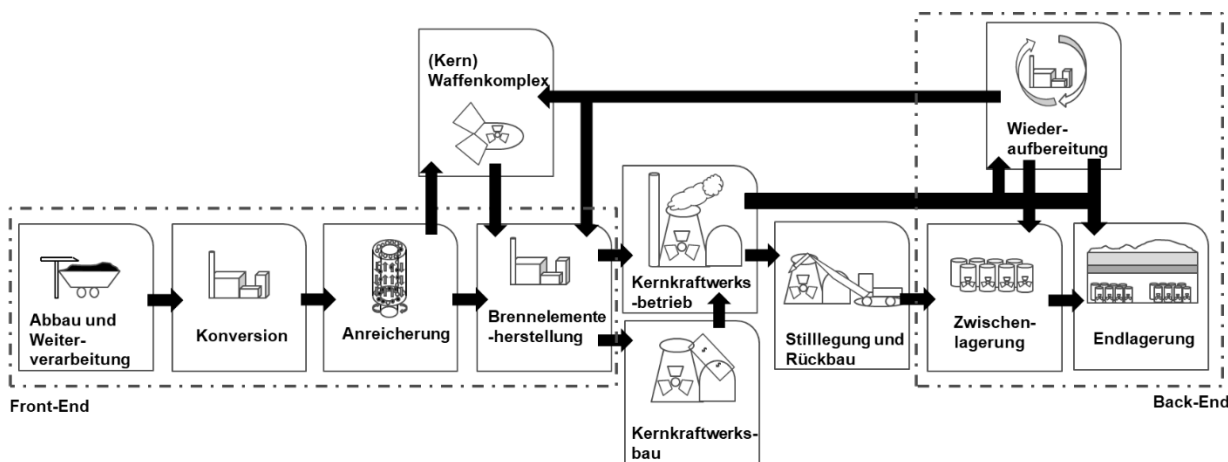 (Kern)
Waffenkomplex
Wieder-
aufbereitung
Abbau und
Weiter-
verarbeitung
Konversion
Anreicherung
Brennelemente
-herstellung
Kernkraftwerks
-betrieb
$
$
Kernkraftwerks-
bau
Stilllegung und
Rückbau
Zwischen-
lagerung
Endlagerung
Front-End
Back-End